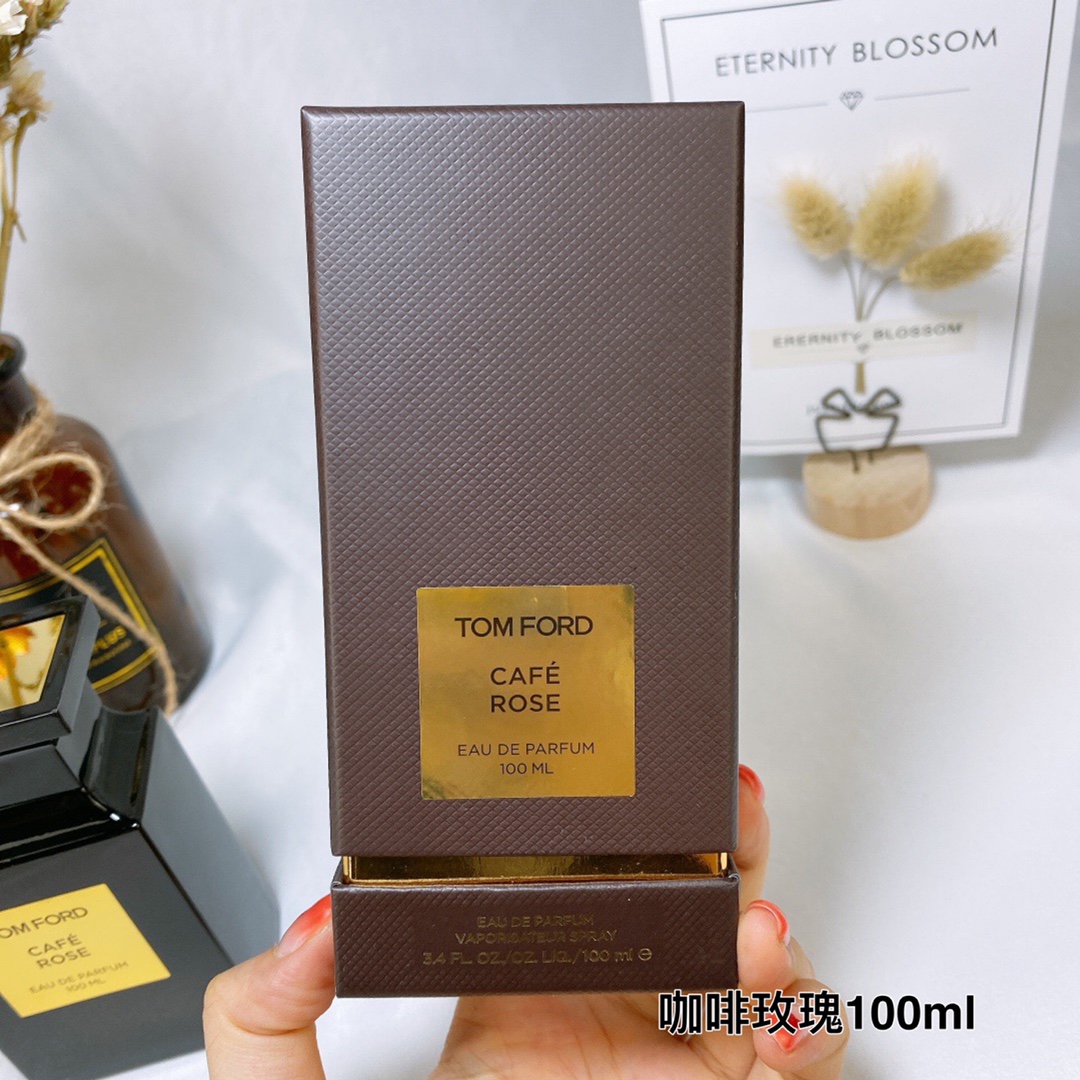 ETERNITY BLOSSOM
ERERNITY BLOSSOM
TOM FORD
CAFÉ
ROSE
EAU DE PARFUM
100 ML
EAU DE PARFUM
VAPORISATEUR SPRAY
3.4 FL. OZ/OZ. LIQ./100 ml ℮
OM FORD
CAFÉ
ROSE
EAU DE PARFUM
100 ML
咖啡玫瑰100ml